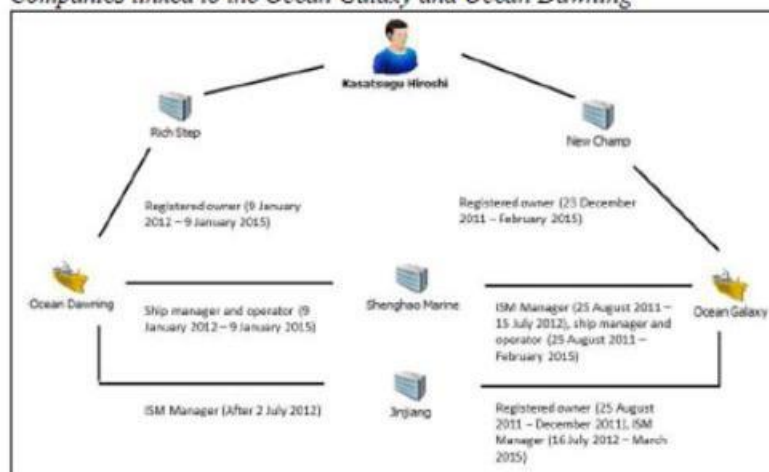 Companies linked to the Ocean Galaxy and Ocean Dawning
Kasatsugu Hiroshi
Rich Step
New Champ
Registered owner (9 January
2012 – 9 January 2015)
Registered owner (23 December
2011 – February 2015)
Ocean Dawning
Shenghao Marine
Ocean Galaxy
Ship manager and operator (9
January 2012 – 9 January 2015)
ISM Manager (25 August 2011 –
15 July 2012), ship manager and
operator (25 August 2011 –
February 2015)
ISM Manager (After 2 July 2012)
Jinjiang
Registered owner (25 August
2011 – December 2011), ISM
Manager (16 July 2012 – March
2015)